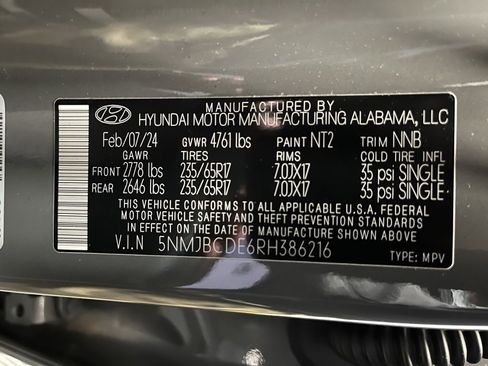 MANUFACTURED BY
HYUNDAI MOTOR MANUFACTURING ALABAMA, LLC
Feb/07/24 GVWR 4761 lbs PAINT NT2 TRIM NNB
GAWR TIRES RIMS COLD TIRE INFL.
FRONT 2778 lbs 235/65R17 7.0JX17 35 psi SINGLE
REAR 2646 lbs 235/65R17 7.0JX17 35 psi SINGLE
THIS VEHICLE CONFORMS TO ALL APPLICABLE U.S.A. FEDERAL
MOTOR VEHICLE SAFETY AND THEFT PREVENTION STANDARDS
IN EFFECT ON THE DATE OF MANUFACTURE SHOWN ABOVE.
V.I.N 5NMJBCDE6RH386216 TYPE: MPV